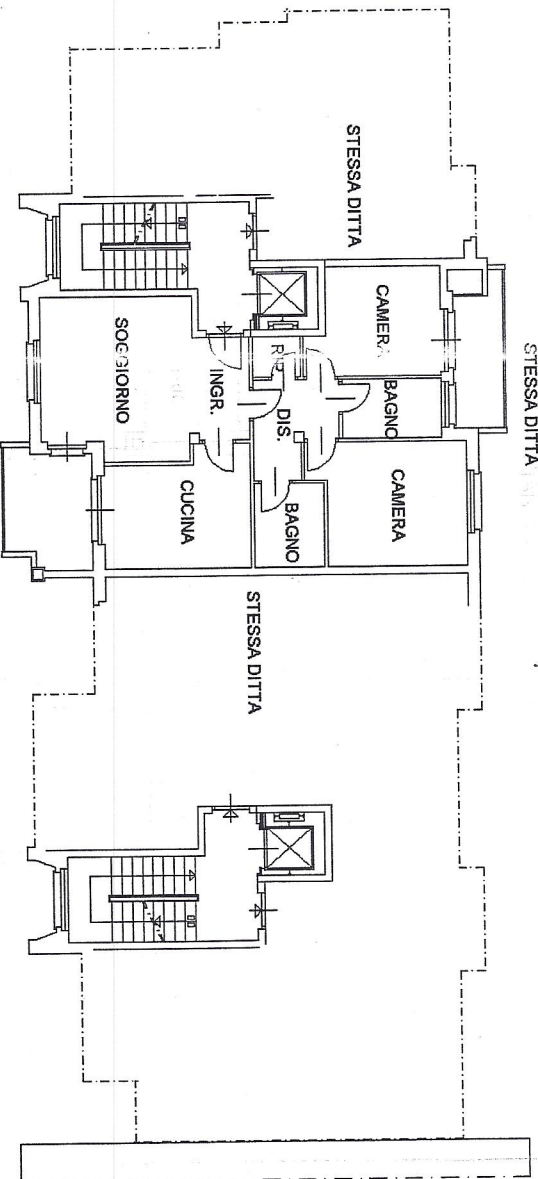 STESSA DITTA
STESSA DITTA
CAMERA
BAGNO
CAMERA
DIS.
BAGNO
STESSA DITTA
INGR.
CUCINA
SOGGIORNO